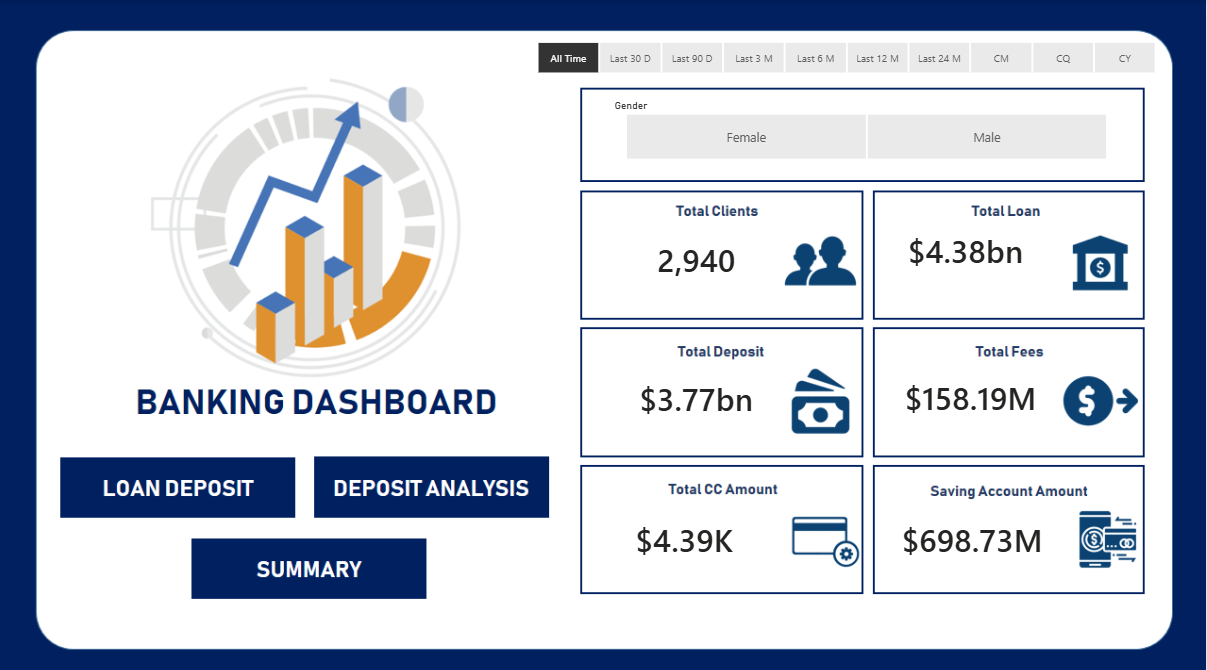 All Time Last 30 D Last 90 D Last 3 M Last 6 M Last 12 M Last 24 M CM CQ CY
Gender
Female Male
Total Clients
2,940
Total Loan
$4.38bn
Total Deposit
$3.77bn
Total Fees
$158.19M
Total CC Amount
$4.39K
Saving Account Amount
$698.73M
BANKING DASHBOARD
LOAN DEPOSIT
DEPOSIT ANALYSIS
SUMMARY